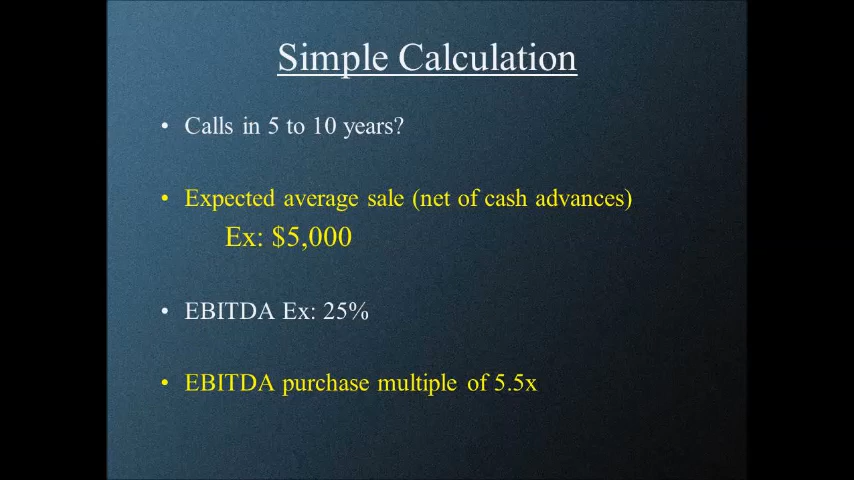 Simple Calculation
• Calls in 5 to 10 years?
• Expected average sale (net of cash advances)
Ex: $5,000
• EBITDA Ex: 25%
• EBITDA purchase multiple of 5.5x